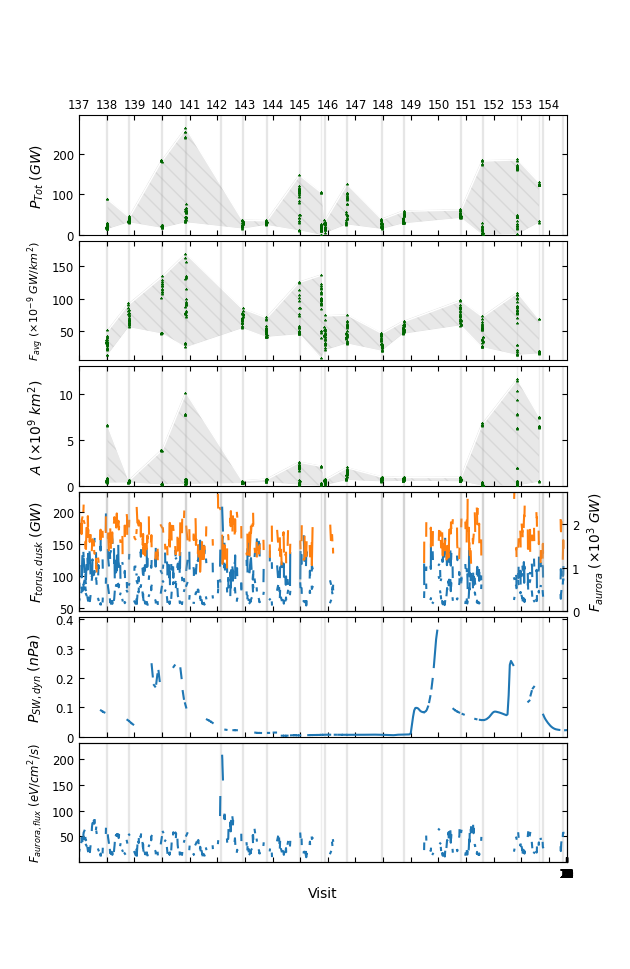 137 138 139 140 141 142 143 144 145 146 147 148 149 150 151 152 153 154
P_Tot (GW)
200
100
0
F_avg (×10^−9 GW/km^2)
150
100
50
A (×10^9 km^2)
10
5
0
F_torus,dusk (GW)
200
150
100
50
F_aurora (×10^3 GW)
2
1
0
P_SW,dyn (nPa)
0.4
0.3
0.2
0.1
0
F_aurora,flux (eV/cm^2/s)
200
150
100
50
Visit